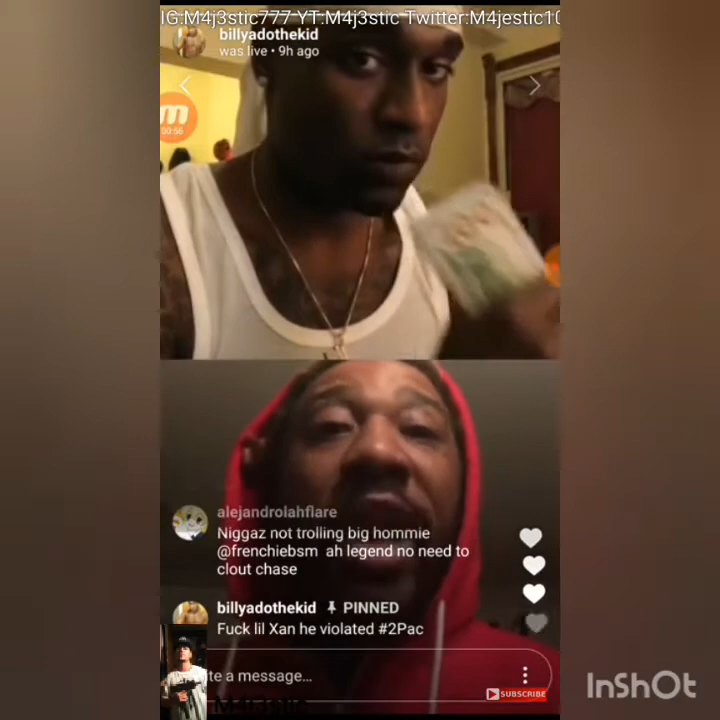 IG:M4j3stic777 YT:M4j3stic Twitter:M4jestic10
billyadothekid
was live • 9h ago
00:56
alejandrolahflare
Niggaz not trolling big hommie
@frenchiebsm ah legend no need to
clout chase
billyadothekid PINNED
Fuck lil Xan he violated #2Pac
te a message...
SUBSCRIBE
M4j3stic
InShOt